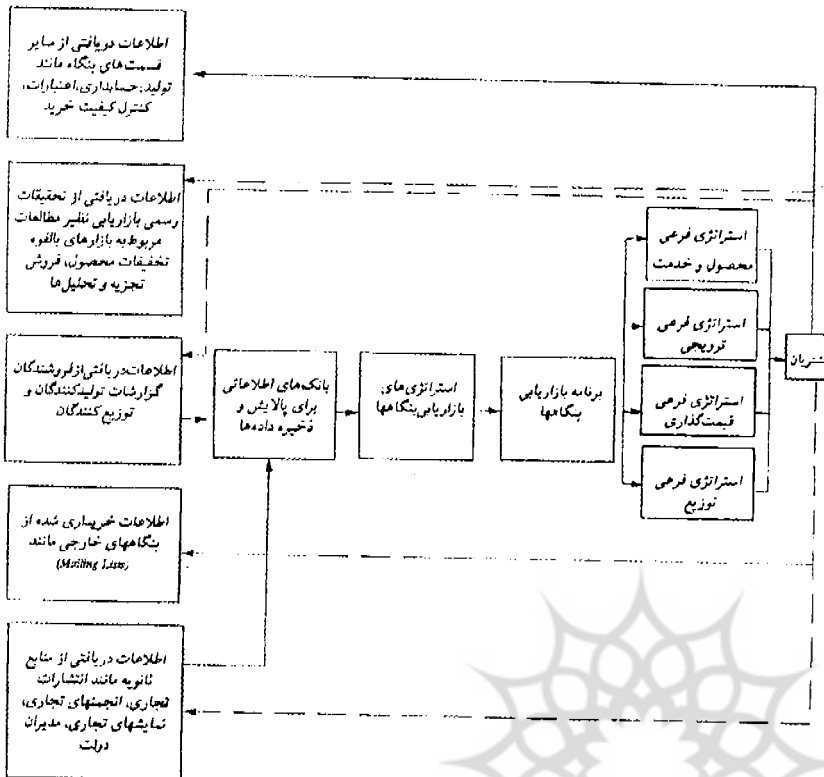 اطلاعات دریافتی از سایر
قسمت‌های بنگاه مانند
تولید، حسابداری، اعتبارات،
کنترل کیفیت خرید
اطلاعات دریافتی از تحقیقات
رسمی بازاریابی نظیر مطالعات
مربوط به بازارهای بالقوه
تخفیفات محصول، فروش
تجزیه و تحلیل‌ها
اطلاعات دریافتی از فروشندگان
گزارشات تولیدکنندگان و
توزیع کنندگان
اطلاعات خریداری شده از
بنگاههای خارجی مانند
(Mailing Lists)
اطلاعات دریافتی از منابع
ثانویه مانند انتشارات
تجاری، انجمنهای تجاری،
نمایشهای تجاری، مدیران
دولت
بانک‌های اطلاعاتی
برای پالایش و
ذخیره داده‌ها
استراتژی‌های
بازاریابی بنگاهها
برنامه بازاریابی
بنگاهها
استراتژی فرعی
محصول و خدمت
استراتژی فرعی
ترویجی
استراتژی فرعی
قیمت‌گذاری
استراتژی فرعی
توزیع
شتریان